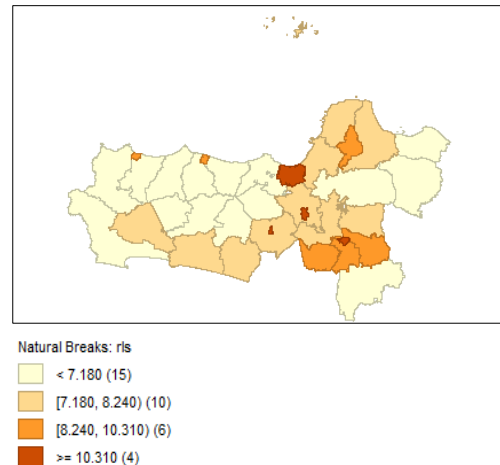 Natural Breaks: rls
< 7.180 (15)
[7.180, 8.240) (10)
[8.240, 10.310) (6)
>= 10.310 (4)